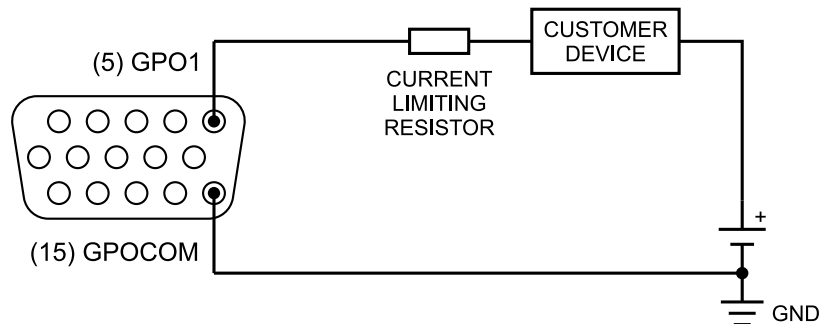 CUSTOMER
DEVICE
(5) GPO1
CURRENT
LIMITING
RESISTOR
(15) GPOCOM
+
GND